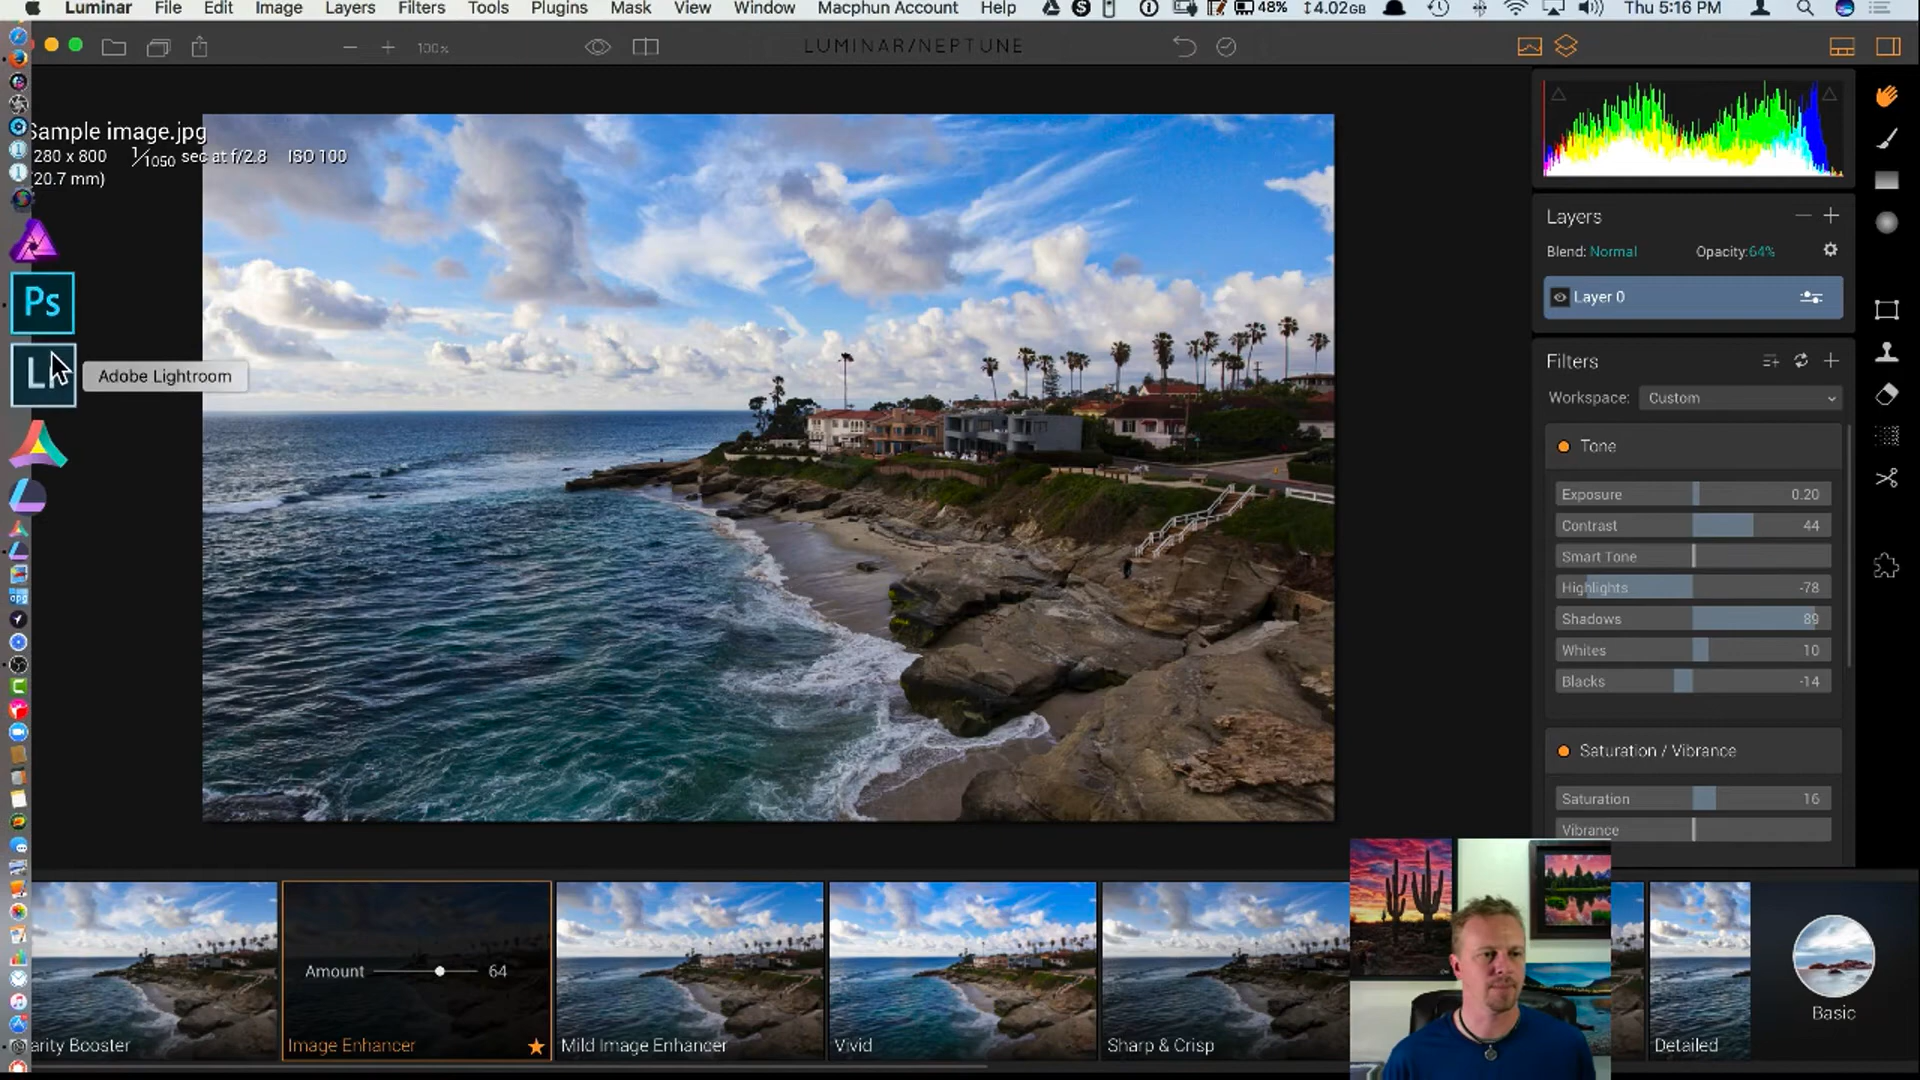 Luminar File Edit Image Layers Filters Tools Plugins Mask View Window Macphun Account Help 48% 4.02GB Thu 5:16 PM
100%
LUMINAR/NEPTUNE
Sample image.jpg
280 x 800 1/1050 sec at f/2.8 ISO 100
(20.7 mm)
Ps
Lr
Adobe Lightroom
Layers
Blend: Normal Opacity:64%
Layer 0
Filters
Workspace: Custom
Tone
Exposure 0.20
Contrast 44
Smart Tone
Highlights -78
Shadows 89
Whites 10
Blacks -14
Saturation / Vibrance
Saturation 16
Vibrance
Amount 64
arity Booster
Image Enhancer
Mild Image Enhancer
Vivid
Sharp & Crisp
Detailed
Basic